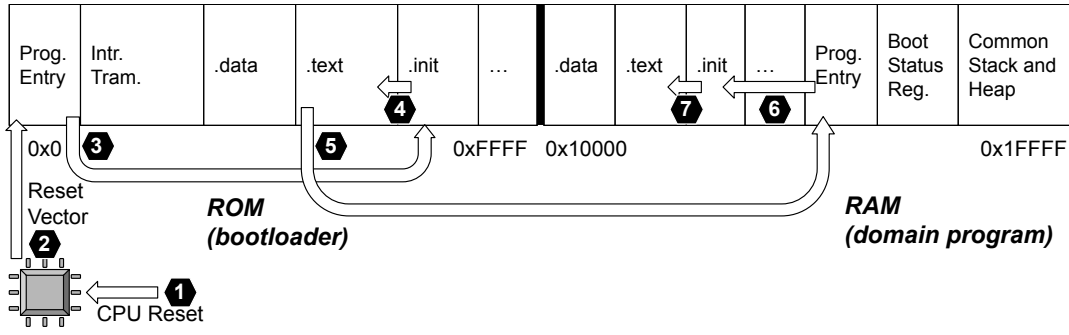 Prog.
Entry
Intr.
Tram.
.data
.text
.init
...
.data
.text
.init
...
Prog.
Entry
Boot
Status
Reg.
Common
Stack and
Heap
4
7
6
0x0
3
5
0xFFFF
0x10000
0x1FFFF
Reset
Vector
2
ROM
(bootloader)
RAM
(domain program)
1
CPU Reset